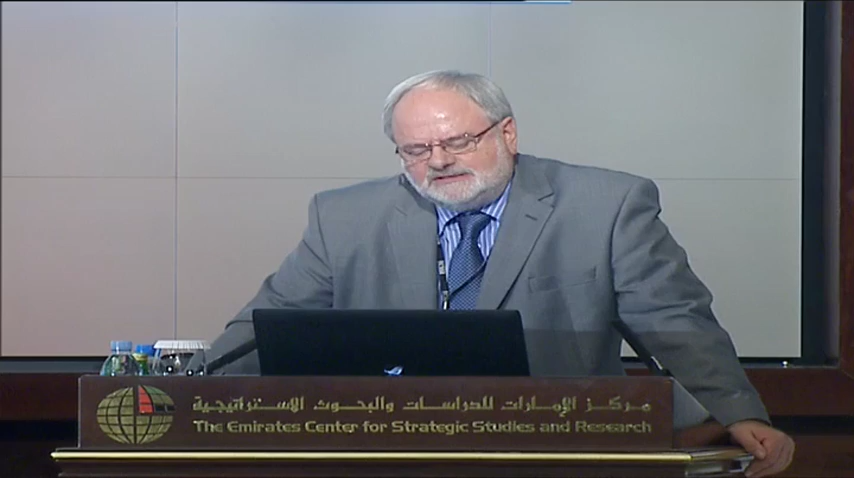 مركز الإمارات للدراسات والبحوث الاستراتيجية
The Emirates Center for Strategic Studies and Research